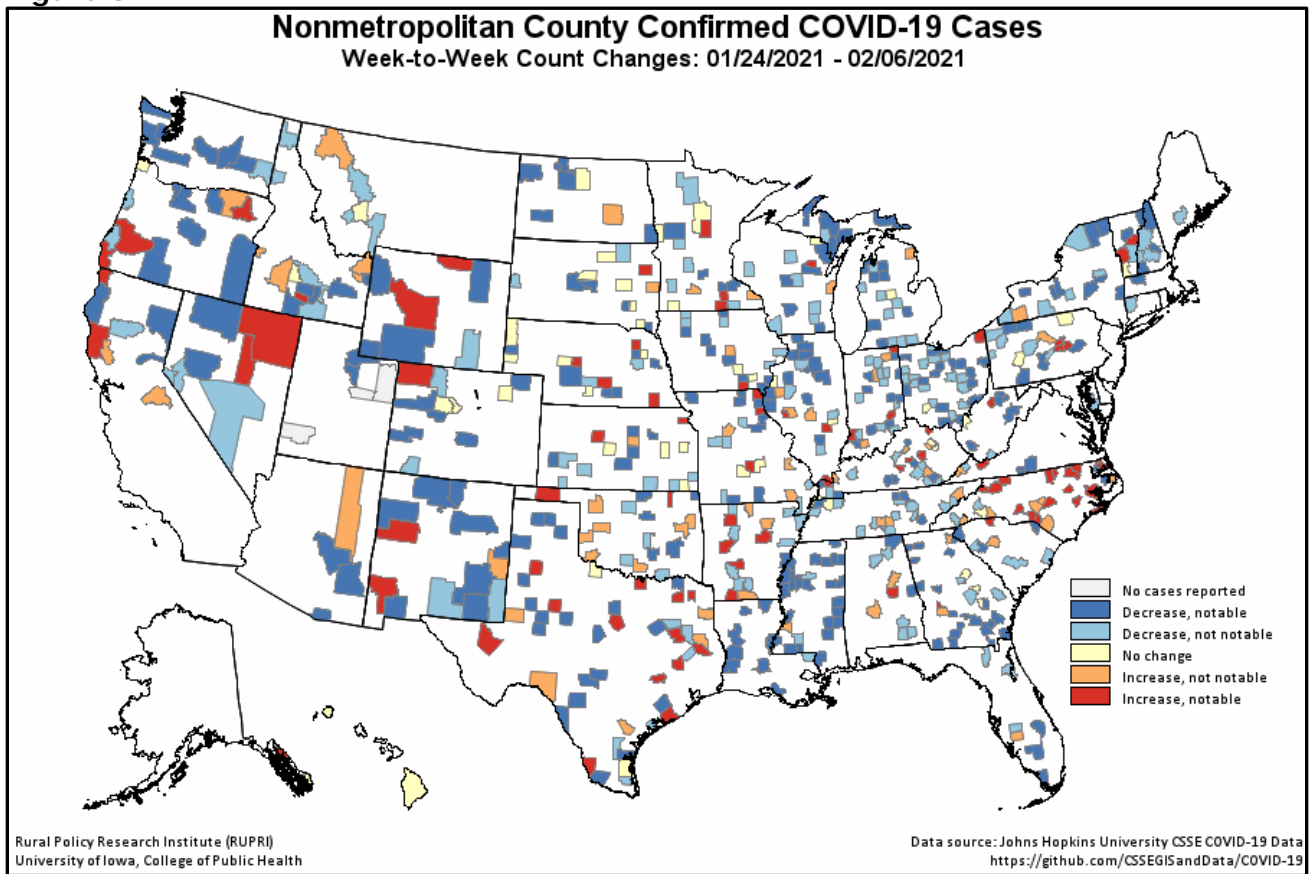 Nonmetropolitan County Confirmed COVID-19 Cases
Week-to-Week Count Changes: 01/24/2021 - 02/06/2021
No cases reported
Decrease, notable
Decrease, not notable
No change
Increase, not notable
Increase, notable
Rural Policy Research Institute (RUPRI)
University of Iowa, College of Public Health
Data source: Johns Hopkins University CSSE COVID-19 Data
https://github.com/CSSEGISandData/COVID-19